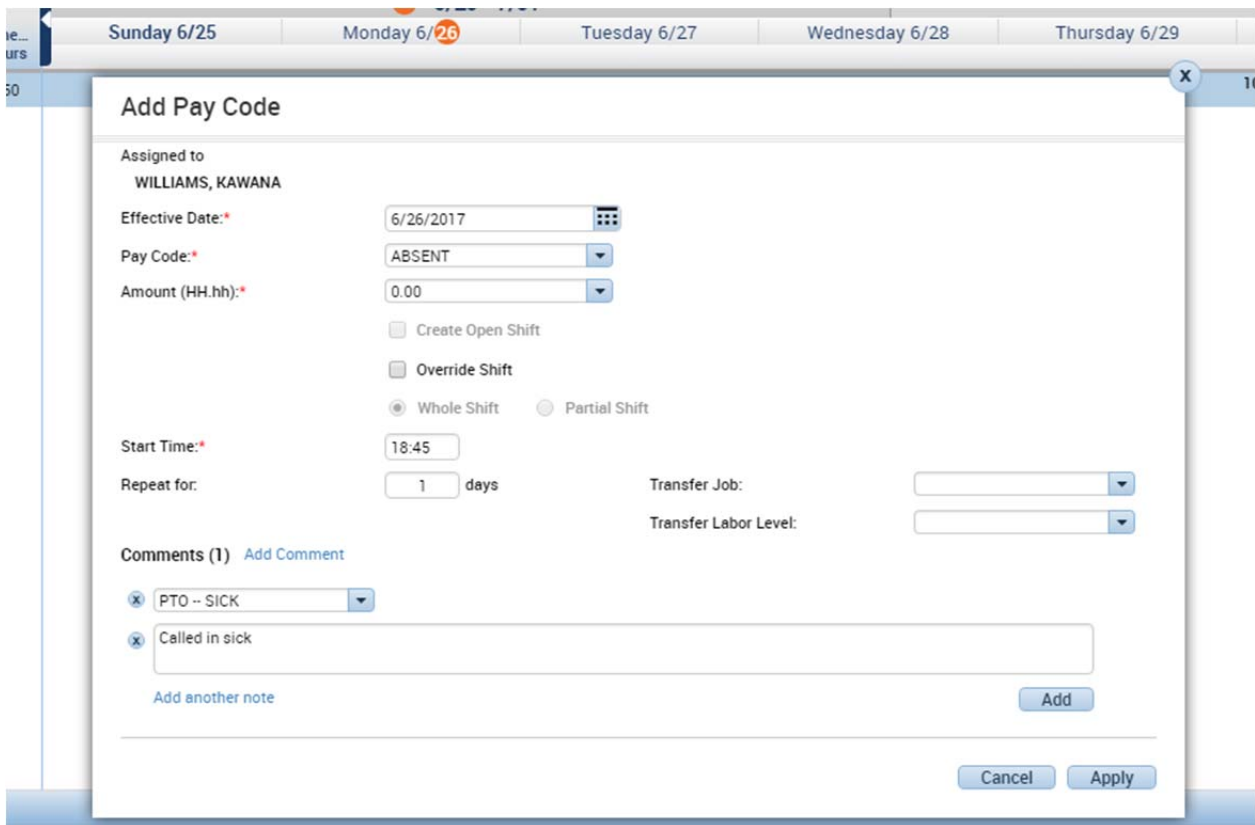 Sunday 6/25 Monday 6/26 Tuesday 6/27 Wednesday 6/28 Thursday 6/29
urs
50
X
Add Pay Code
Assigned to
WILLIAMS, KAWANA
Effective Date:* 6/26/2017
Pay Code:* ABSENT
Amount (HH.hh):* 0.00
Create Open Shift
Override Shift
Whole Shift Partial Shift
Start Time:* 18:45
Repeat for: 1 days Transfer Job:
Transfer Labor Level:
Comments (1) Add Comment
x PTO -- SICK
x Called in sick
Add another note Add
Cancel Apply